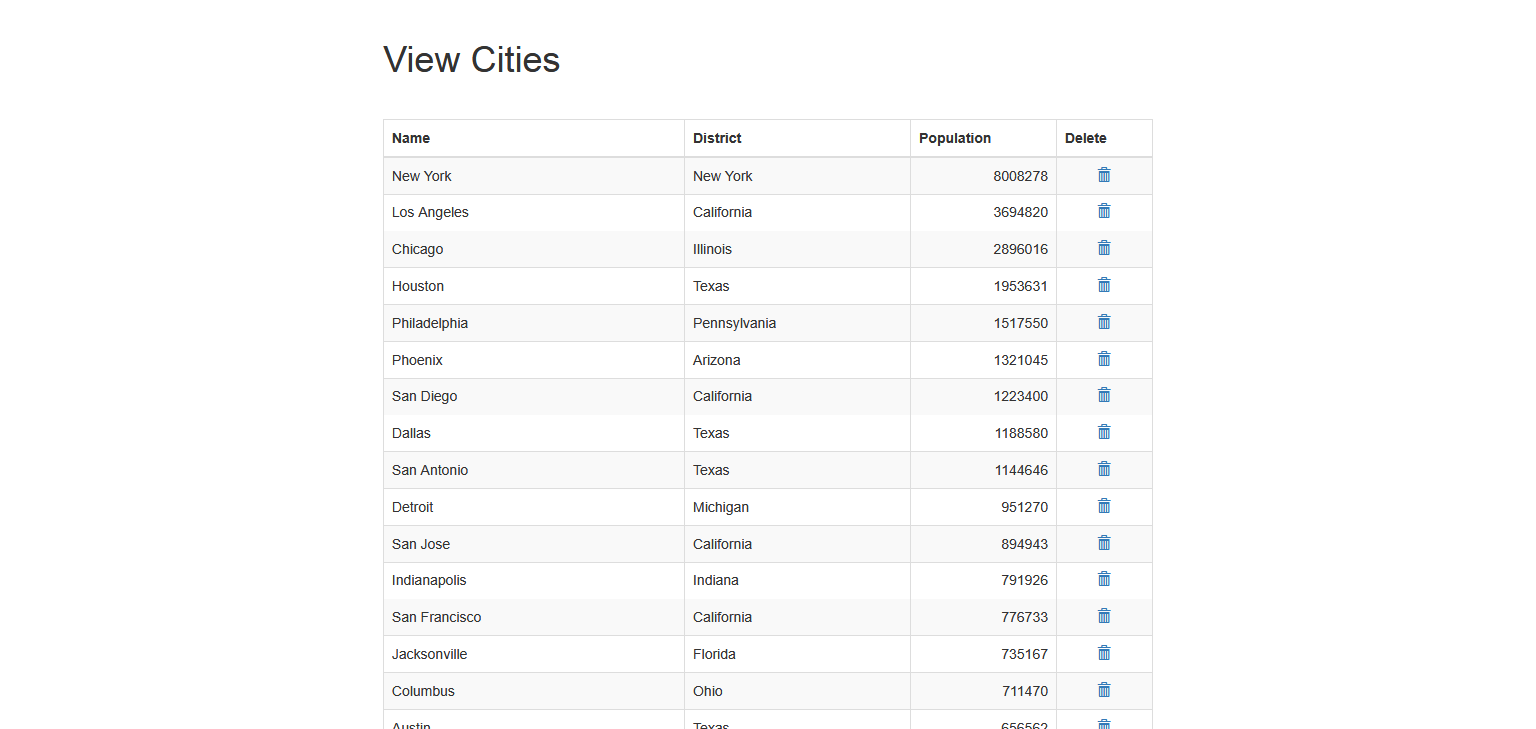 View Cities
Name District Population Delete
New York New York 8008278
Los Angeles California 3694820
Chicago Illinois 2896016
Houston Texas 1953631
Philadelphia Pennsylvania 1517550
Phoenix Arizona 1321045
San Diego California 1223400
Dallas Texas 1188580
San Antonio Texas 1144646
Detroit Michigan 951270
San Jose California 894943
Indianapolis Indiana 791926
San Francisco California 776733
Jacksonville Florida 735167
Columbus Ohio 711470
Austin Texas 656562